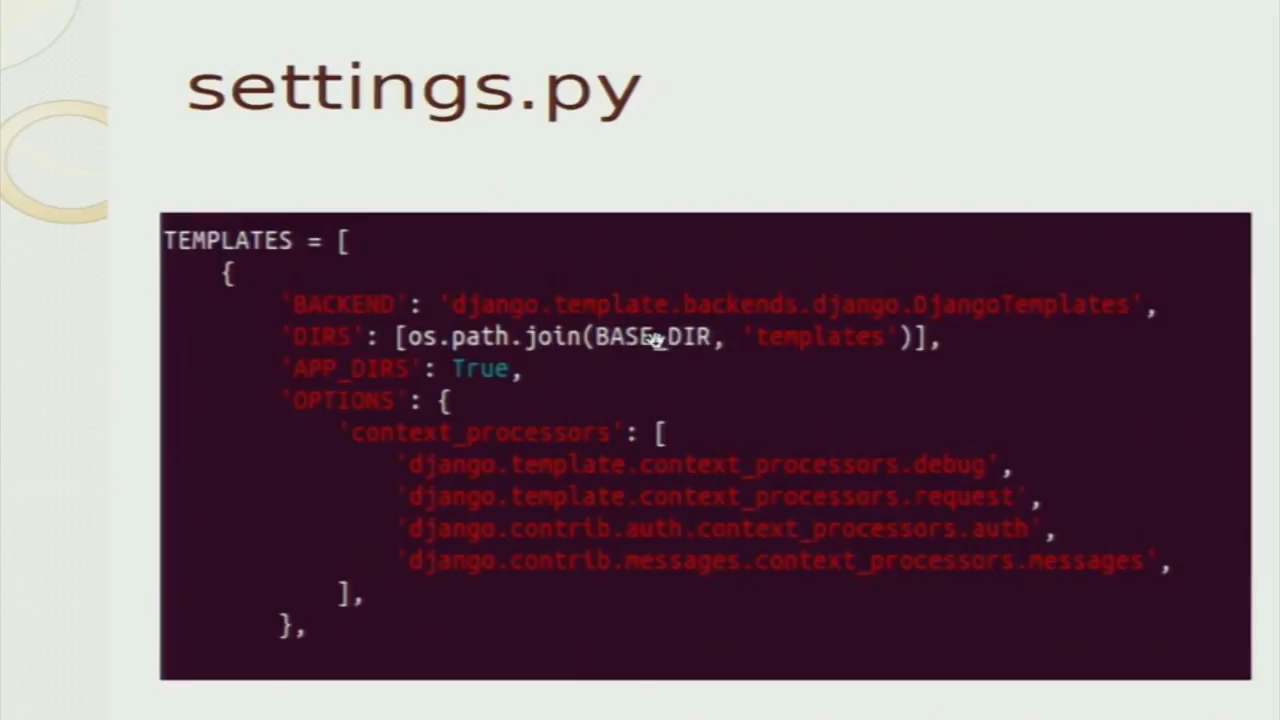 settings.py
TEMPLATES = [
{
'BACKEND': 'django.template.backends.django.DjangoTemplates',
'DIRS': [os.path.join(BASE_DIR, 'templates')],
'APP_DIRS': True,
'OPTIONS': {
'context_processors': [
'django.template.context_processors.debug',
'django.template.context_processors.request',
'django.contrib.auth.context_processors.auth',
'django.contrib.messages.context_processors.messages',
],
},